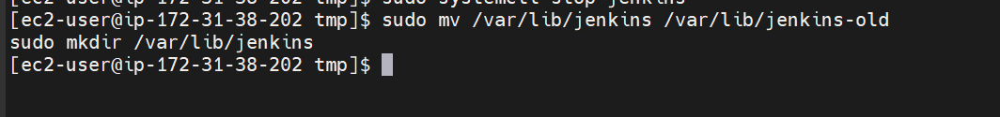 [ec2-user@ip-172-31-38-202 tmp]$ sudo systemctl stop jenkins
[ec2-user@ip-172-31-38-202 tmp]$ sudo mv /var/lib/jenkins /var/lib/jenkins-old
sudo mkdir /var/lib/jenkins
[ec2-user@ip-172-31-38-202 tmp]$